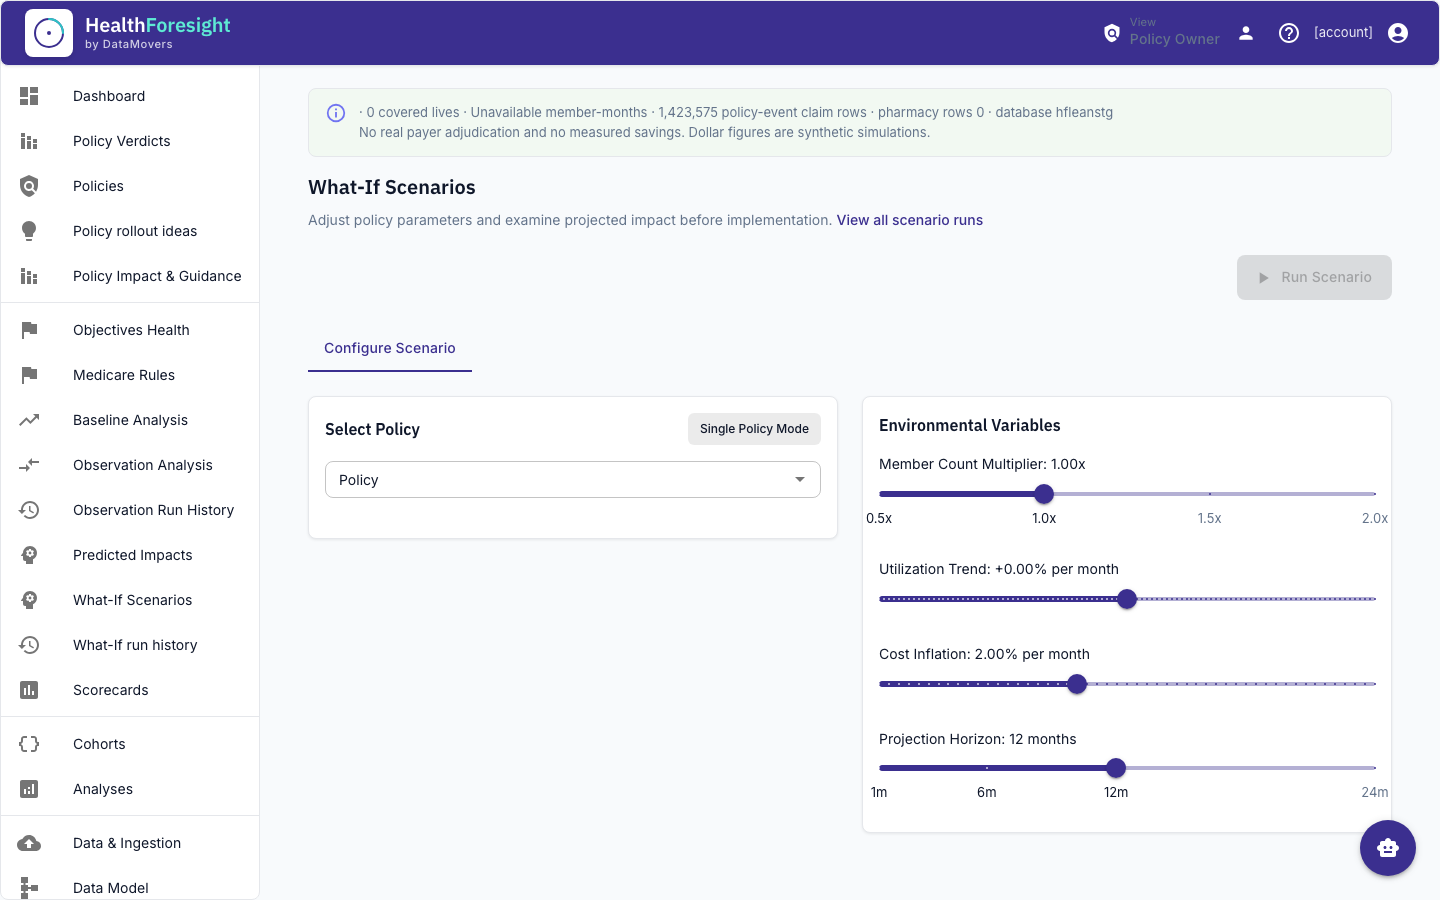 HealthForesight
by DataMovers
View
Policy Owner
[account]
Dashboard
Policy Verdicts
Policies
Policy rollout ideas
Policy Impact & Guidance
Objectives Health
Medicare Rules
Baseline Analysis
Observation Analysis
Observation Run History
Predicted Impacts
What-If Scenarios
What-If run history
Scorecards
Cohorts
Analyses
Data & Ingestion
Data Model
· 0 covered lives · Unavailable member-months · 1,423,575 policy-event claim rows · pharmacy rows 0 · database hfleanstg
No real payer adjudication and no measured savings. Dollar figures are synthetic simulations.
What-If Scenarios
Adjust policy parameters and examine projected impact before implementation. View all scenario runs
Run Scenario
Configure Scenario
Select Policy
Single Policy Mode
Policy
Environmental Variables
Member Count Multiplier: 1.00x
0.5x 1.0x 1.5x 2.0x
Utilization Trend: +0.00% per month
Cost Inflation: 2.00% per month
Projection Horizon: 12 months
1m 6m 12m 24m